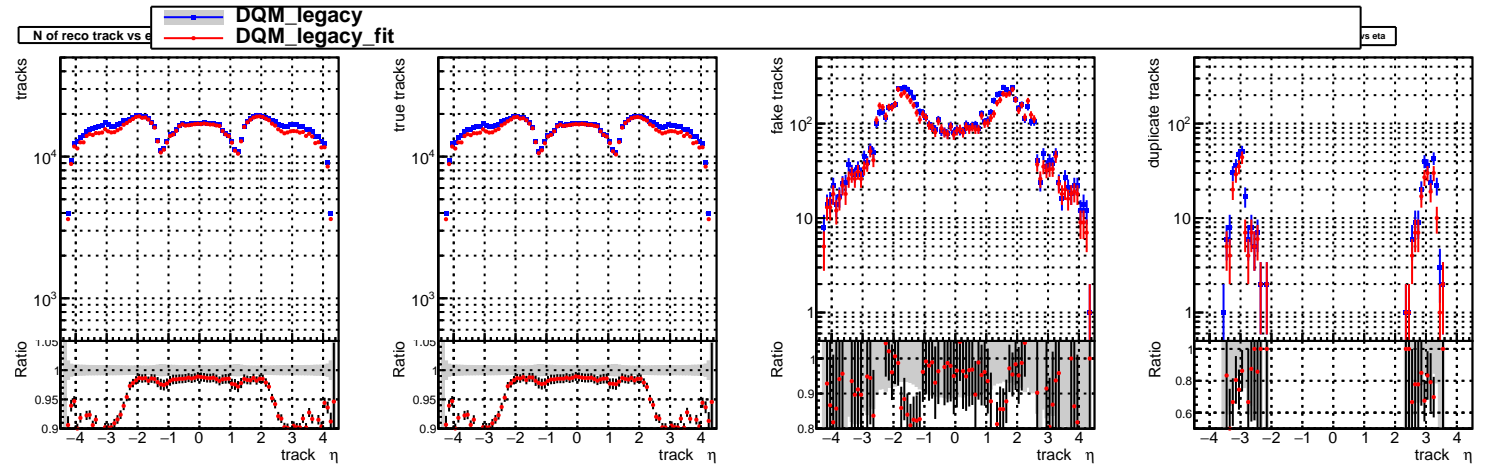 DQM_legacy
DQM_legacy_fit
N of reco track vs e
vs eta
tracks
10⁴
10³
Ratio
1.05
1
0.95
0.9
−4 −3 −2 −1 0 1 2 3 4
track η
true tracks
10⁴
10³
Ratio
1.05
1
0.95
0.9
−4 −3 −2 −1 0 1 2 3 4
track η
fake tracks
10²
10
1
Ratio
1
0.9
0.8
−4 −3 −2 −1 0 1 2 3 4
track η
duplicate tracks
10²
10
1
Ratio
1
0.8
0.6
−4 −3 −2 −1 0 1 2 3 4
track η